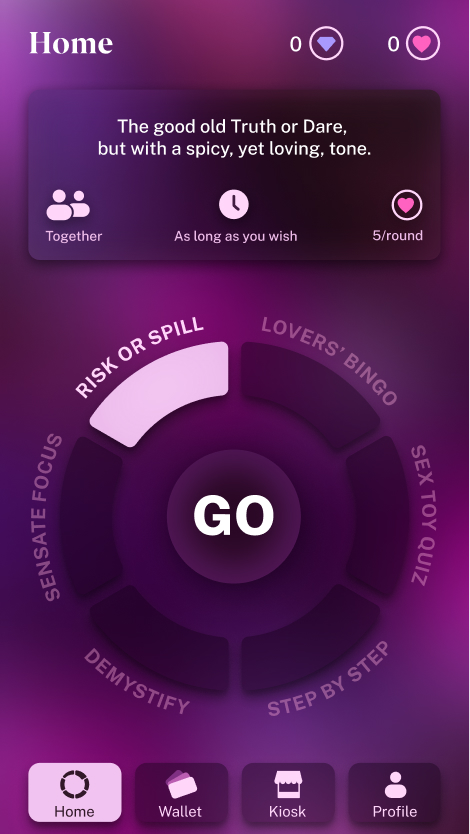 Home
0
0
The good old Truth or Dare,
but with a spicy, yet loving, tone.
Together
As long as you wish
5/round
RISK OR SPILL
LOVERS' BINGO
SENSATE FOCUS
SEX TOY QUIZ
GO
DEMYSTIFY
STEP BY STEP
Home
Wallet
Kiosk
Profile